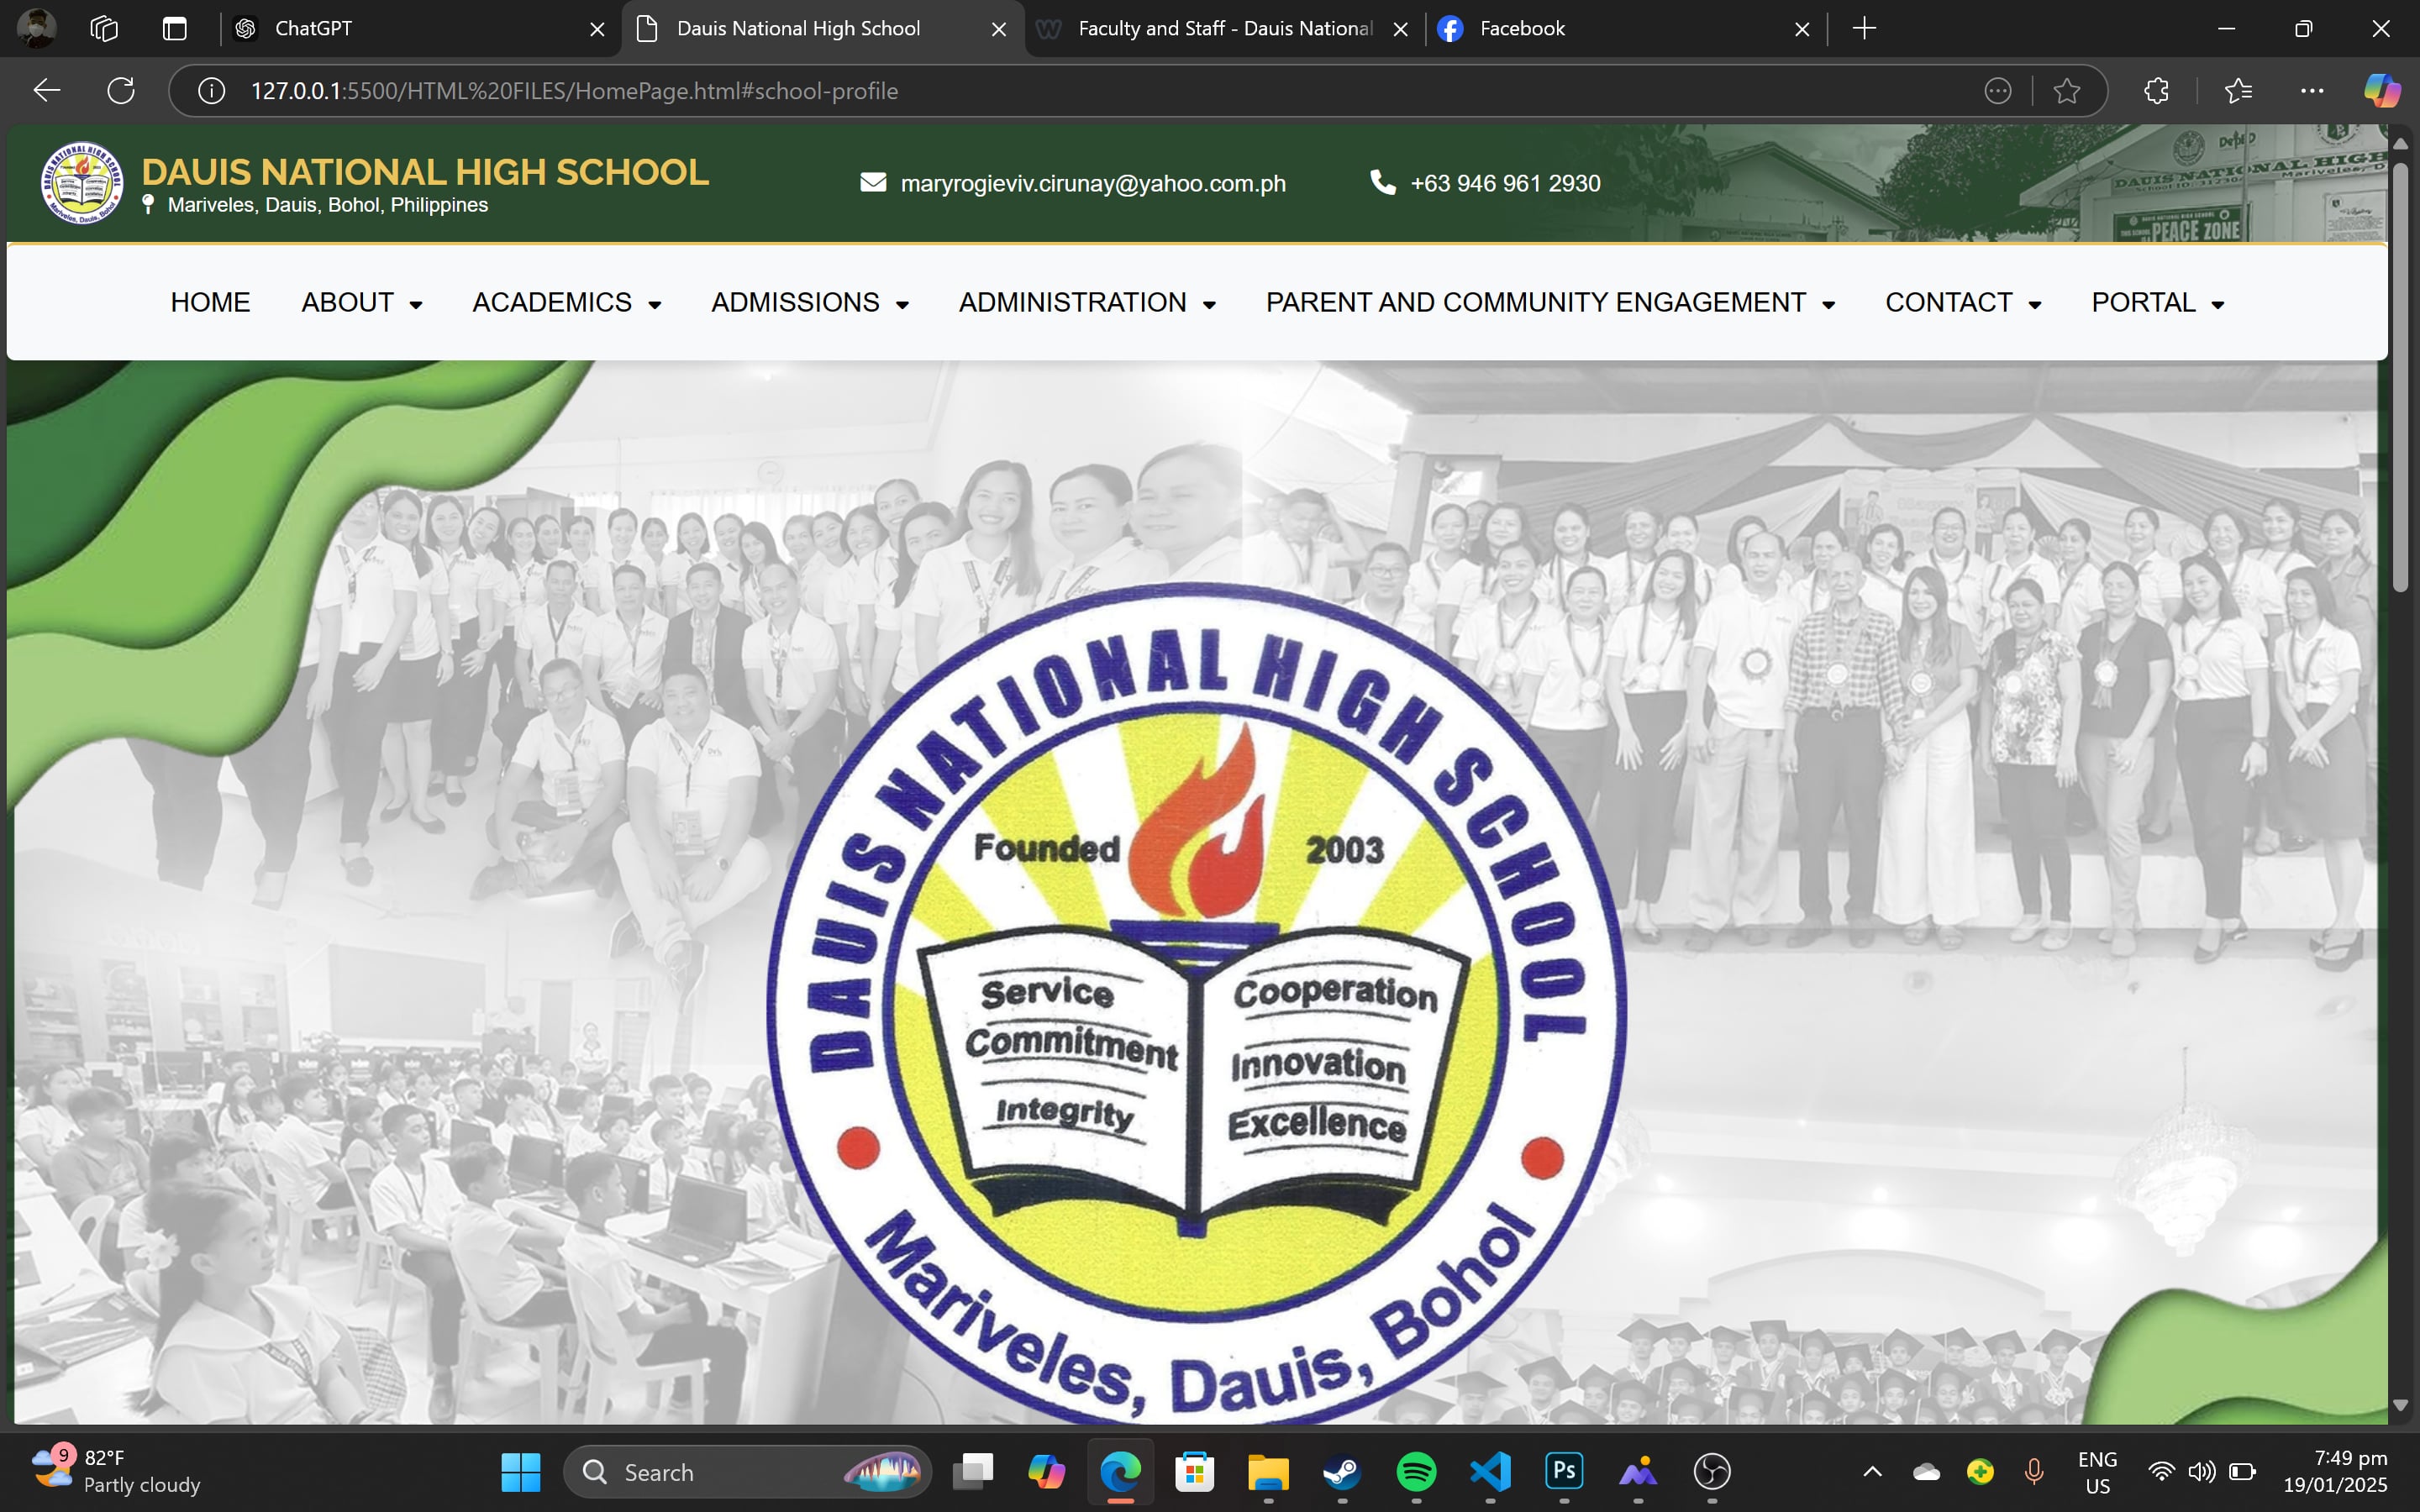 ChatGPT
Dauis National High School
Faculty and Staff - Dauis National
Facebook
127.0.0.1:5500/HTML%20FILES/HomePage.html#school-profile
DAUIS NATIONAL HIGH SCHOOL
Mariveles, Dauis, Bohol, Philippines
maryrogieviv.cirunay@yahoo.com.ph
+63 946 961 2930
DepED
DAUIS NATIONAL HIGH
PEACE ZONE
HOME ABOUT ACADEMICS ADMISSIONS ADMINISTRATION PARENT AND COMMUNITY ENGAGEMENT CONTACT PORTAL
DAUIS NATIONAL HIGH SCHOOL
Founded 2003
Service
Commitment
Integrity
Cooperation
Innovation
Excellence
Mariveles, Dauis, Bohol
9
82°F
Partly cloudy
Search
Ps
ENG
US
7:49 pm
19/01/2025